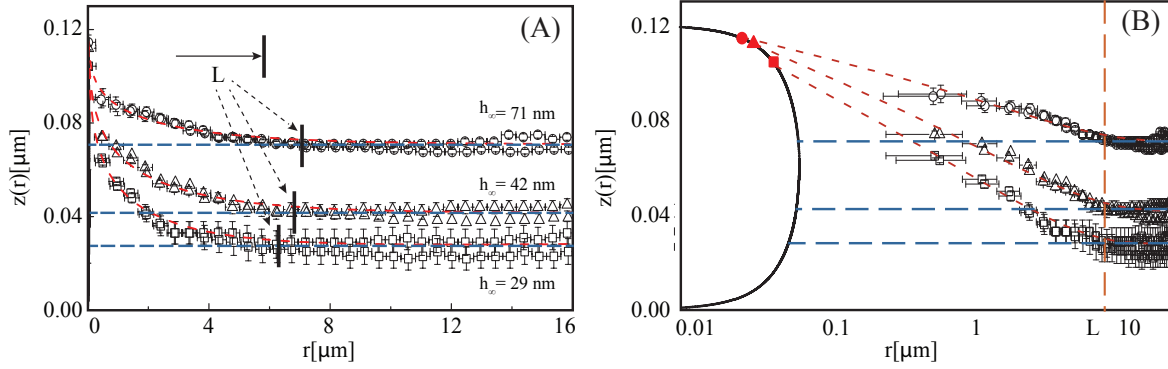 (A)
z(r)[μm]
0.12
0.08
0.04
0.00
L
h∞= 71 nm
h∞= 42 nm
h∞= 29 nm
0 4 8 12 16
r[μm]
(B)
z(r)[μm]
0.12
0.08
0.04
0.00
0.01 0.1 1 L 10
r[μm]